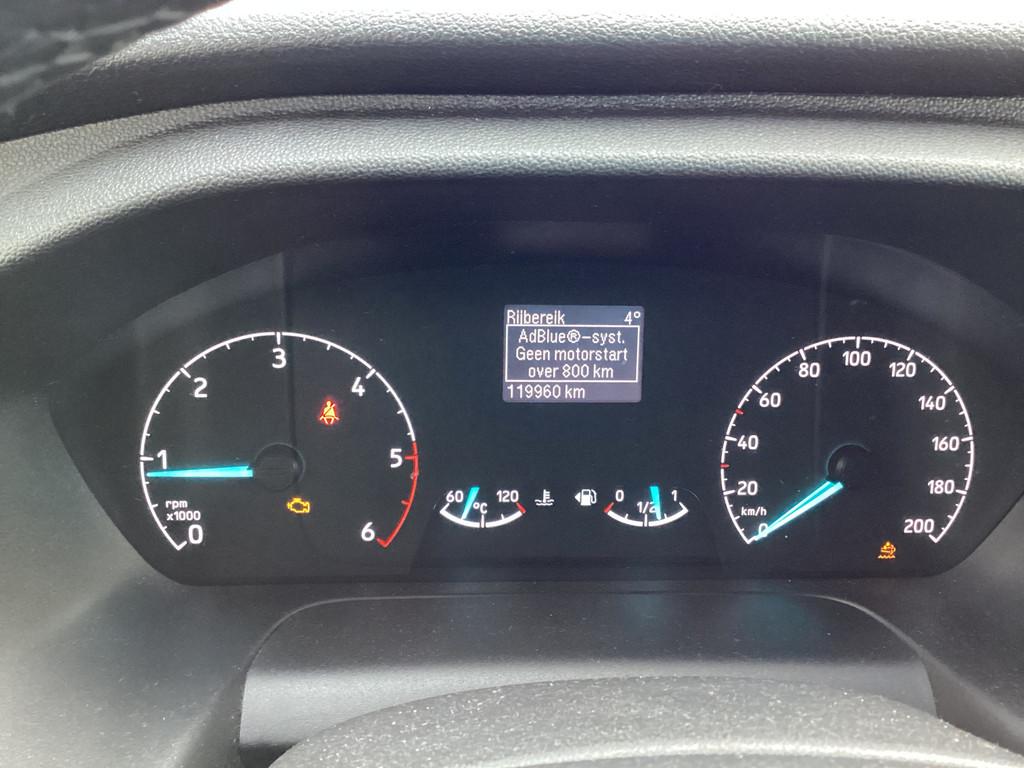 Rijbereik 4°
AdBlue®-syst.
Geen motorstart
over 800 km
119960 km
0
1
2
3
4
5
6
rpm
x1000
60 120
°C
0 1/2 1
0
20
40
60
80
100
120
140
160
180
200
km/h